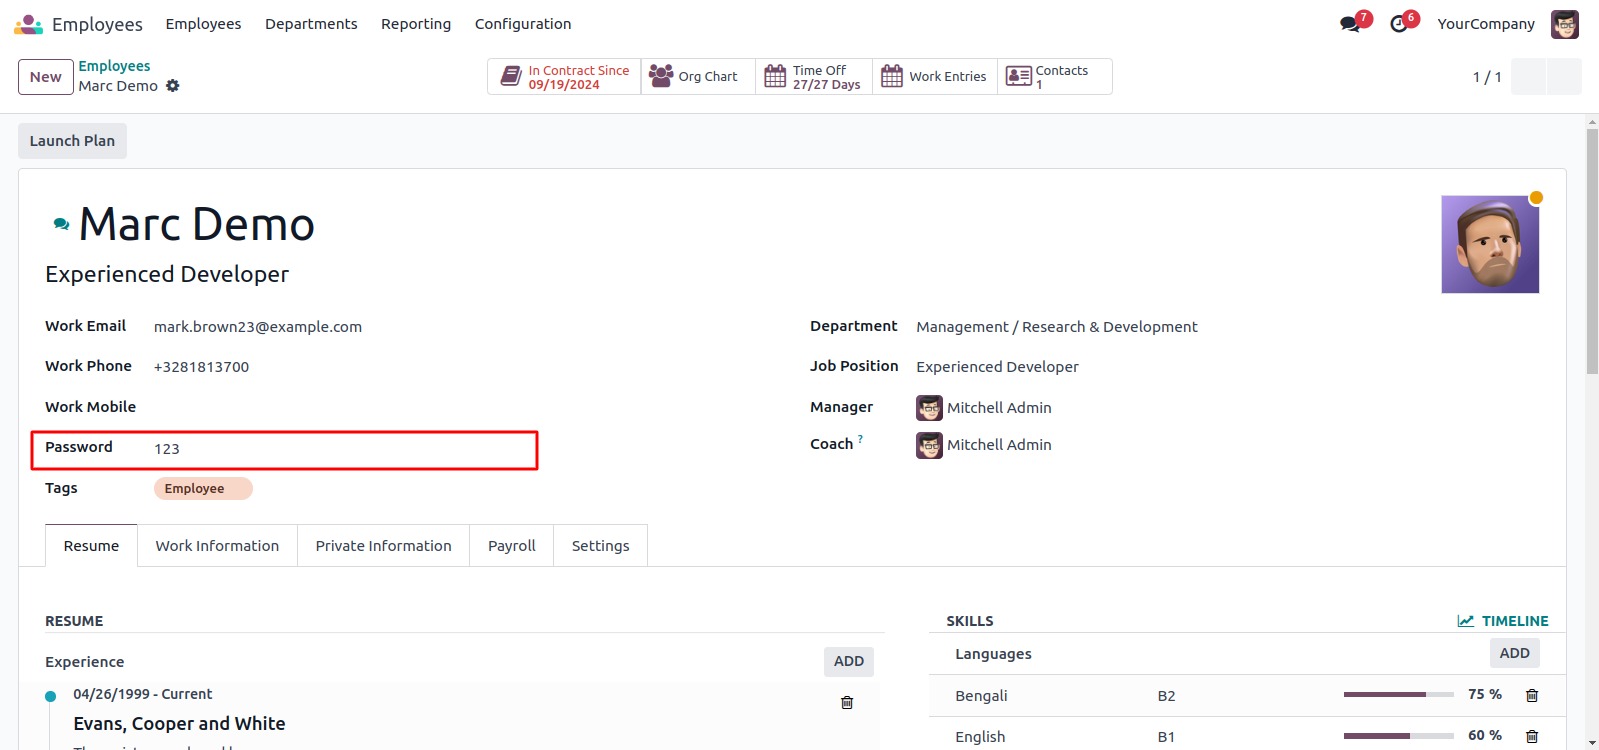 Employees Employees Departments Reporting Configuration 7 6 YourCompany
New Employees
Marc Demo
In Contract Since
09/19/2024
Org Chart
Time Off
27/27 Days
Work Entries
Contacts
1
1 / 1
Launch Plan
Marc Demo
Experienced Developer
Work Email mark.brown23@example.com
Work Phone +3281813700
Work Mobile
Password 123
Tags Employee
Department Management / Research & Development
Job Position Experienced Developer
Manager Mitchell Admin
Coach ? Mitchell Admin
Resume Work Information Private Information Payroll Settings
RESUME
Experience ADD
04/26/1999 - Current
Evans, Cooper and White
SKILLS TIMELINE
Languages ADD
Bengali B2 75 %
English B1 60 %